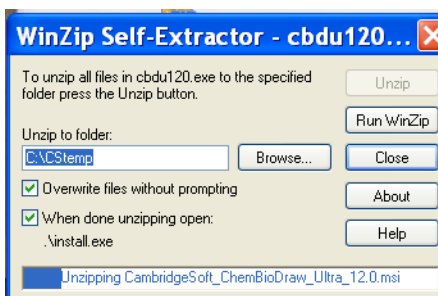 WinZip Self-Extractor - cbdu120...
To unzip all files in cbdu120.exe to the specified
folder press the Unzip button.
Unzip
Run WinZip
Unzip to folder:
C:\CStemp
Browse...
Close
Overwrite files without prompting
About
When done unzipping open:
.\install.exe
Help
Unzipping CambridgeSoft_ChemBioDraw_Ultra_12.0.msi